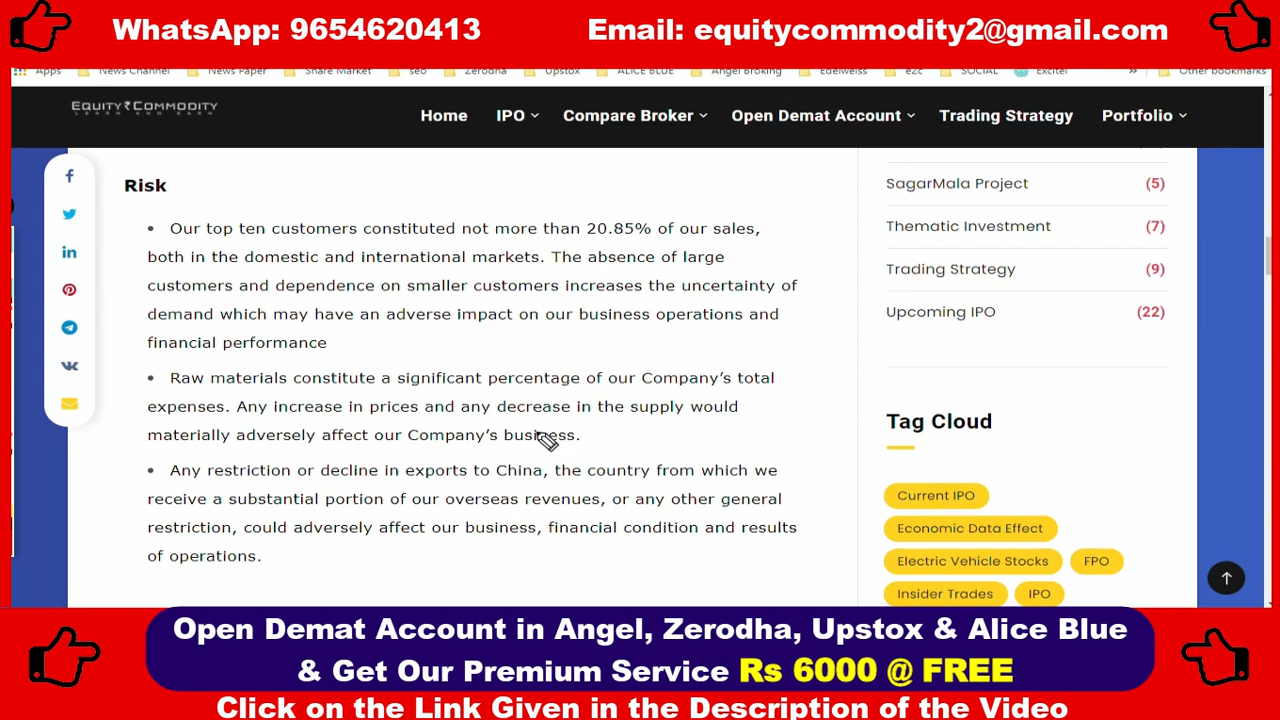 WhatsApp: 9654620413
Email: equitycommodity2@gmail.com
Apps News Channel News Paper Share Market seo Zerodha Upstox ALICE BLUE Angel Broking Edelweiss e2c SOCIAL Excitel » Other bookmarks
EQUITY₹COMMODITY
LEARN AND EARN
Home IPO Compare Broker Open Demat Account Trading Strategy Portfolio
Risk
• Our top ten customers constituted not more than 20.85% of our sales,
both in the domestic and international markets. The absence of large
customers and dependence on smaller customers increases the uncertainty of
demand which may have an adverse impact on our business operations and
financial performance
• Raw materials constitute a significant percentage of our Company’s total
expenses. Any increase in prices and any decrease in the supply would
materially adversely affect our Company’s business.
• Any restriction or decline in exports to China, the country from which we
receive a substantial portion of our overseas revenues, or any other general
restriction, could adversely affect our business, financial condition and results
of operations.
SagarMala Project (5)
Thematic Investment (7)
Trading Strategy (9)
Upcoming IPO (22)
Tag Cloud
Current IPO
Economic Data Effect
Electric Vehicle Stocks FPO
Insider Trades IPO
Open Demat Account in Angel, Zerodha, Upstox & Alice Blue
& Get Our Premium Service Rs 6000 @ FREE
Click on the Link Given in the Description of the Video